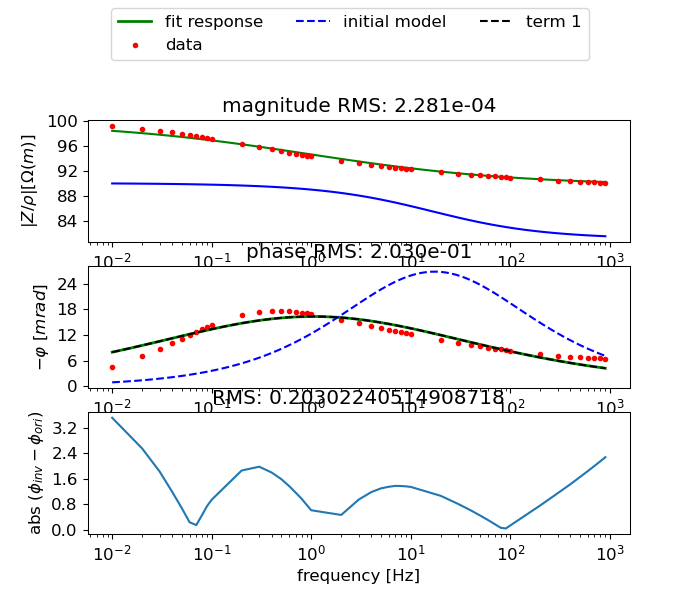 fit response initial model term 1
data
magnitude RMS: 2.281e-04
|Z/ρ|[Ω(m)]
100
96
92
88
84
10⁻² 10⁻¹ 10⁰ 10¹ 10² 10³
phase RMS: 2.030e-01
−φ [mrad]
24
18
12
6
0
10⁻² 10⁻¹ 10⁰ 10¹ 10² 10³
RMS: 0.20302240514908718
abs (ϕinv − ϕori)
3.2
2.4
1.6
0.8
0.0
10⁻² 10⁻¹ 10⁰ 10¹ 10² 10³
frequency [Hz]